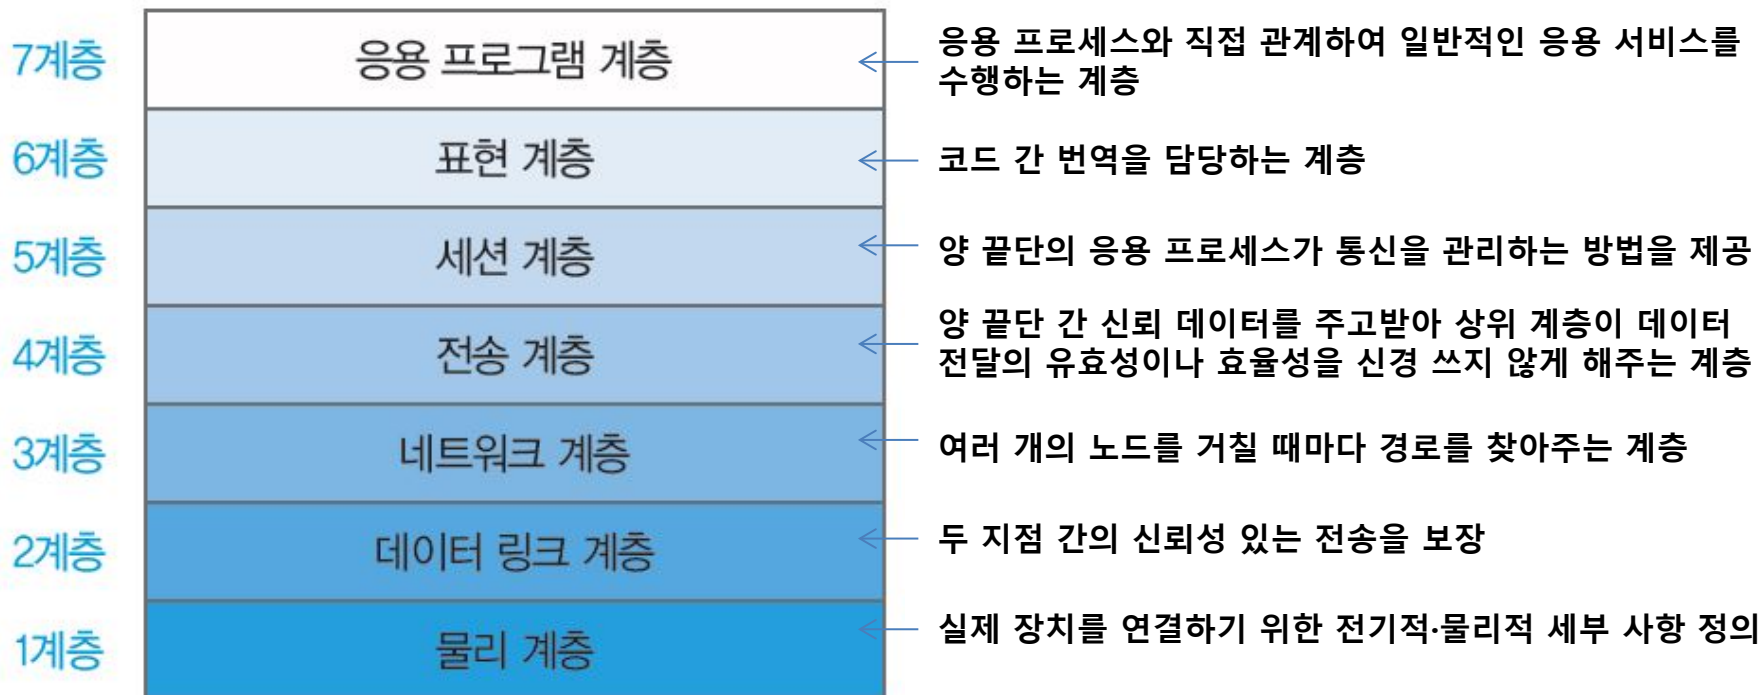 7계층
응용 프로그램 계층
응용 프로세스와 직접 관계하여 일반적인 응용 서비스를
수행하는 계층
6계층
표현 계층
코드 간 번역을 담당하는 계층
5계층
세션 계층
양 끝단의 응용 프로세스가 통신을 관리하는 방법을 제공
4계층
전송 계층
양 끝단 간 신뢰 데이터를 주고받아 상위 계층이 데이터
전달의 유효성이나 효율성을 신경 쓰지 않게 해주는 계층
3계층
네트워크 계층
여러 개의 노드를 거칠 때마다 경로를 찾아주는 계층
2계층
데이터 링크 계층
두 지점 간의 신뢰성 있는 전송을 보장
1계층
물리 계층
실제 장치를 연결하기 위한 전기적·물리적 세부 사항 정의